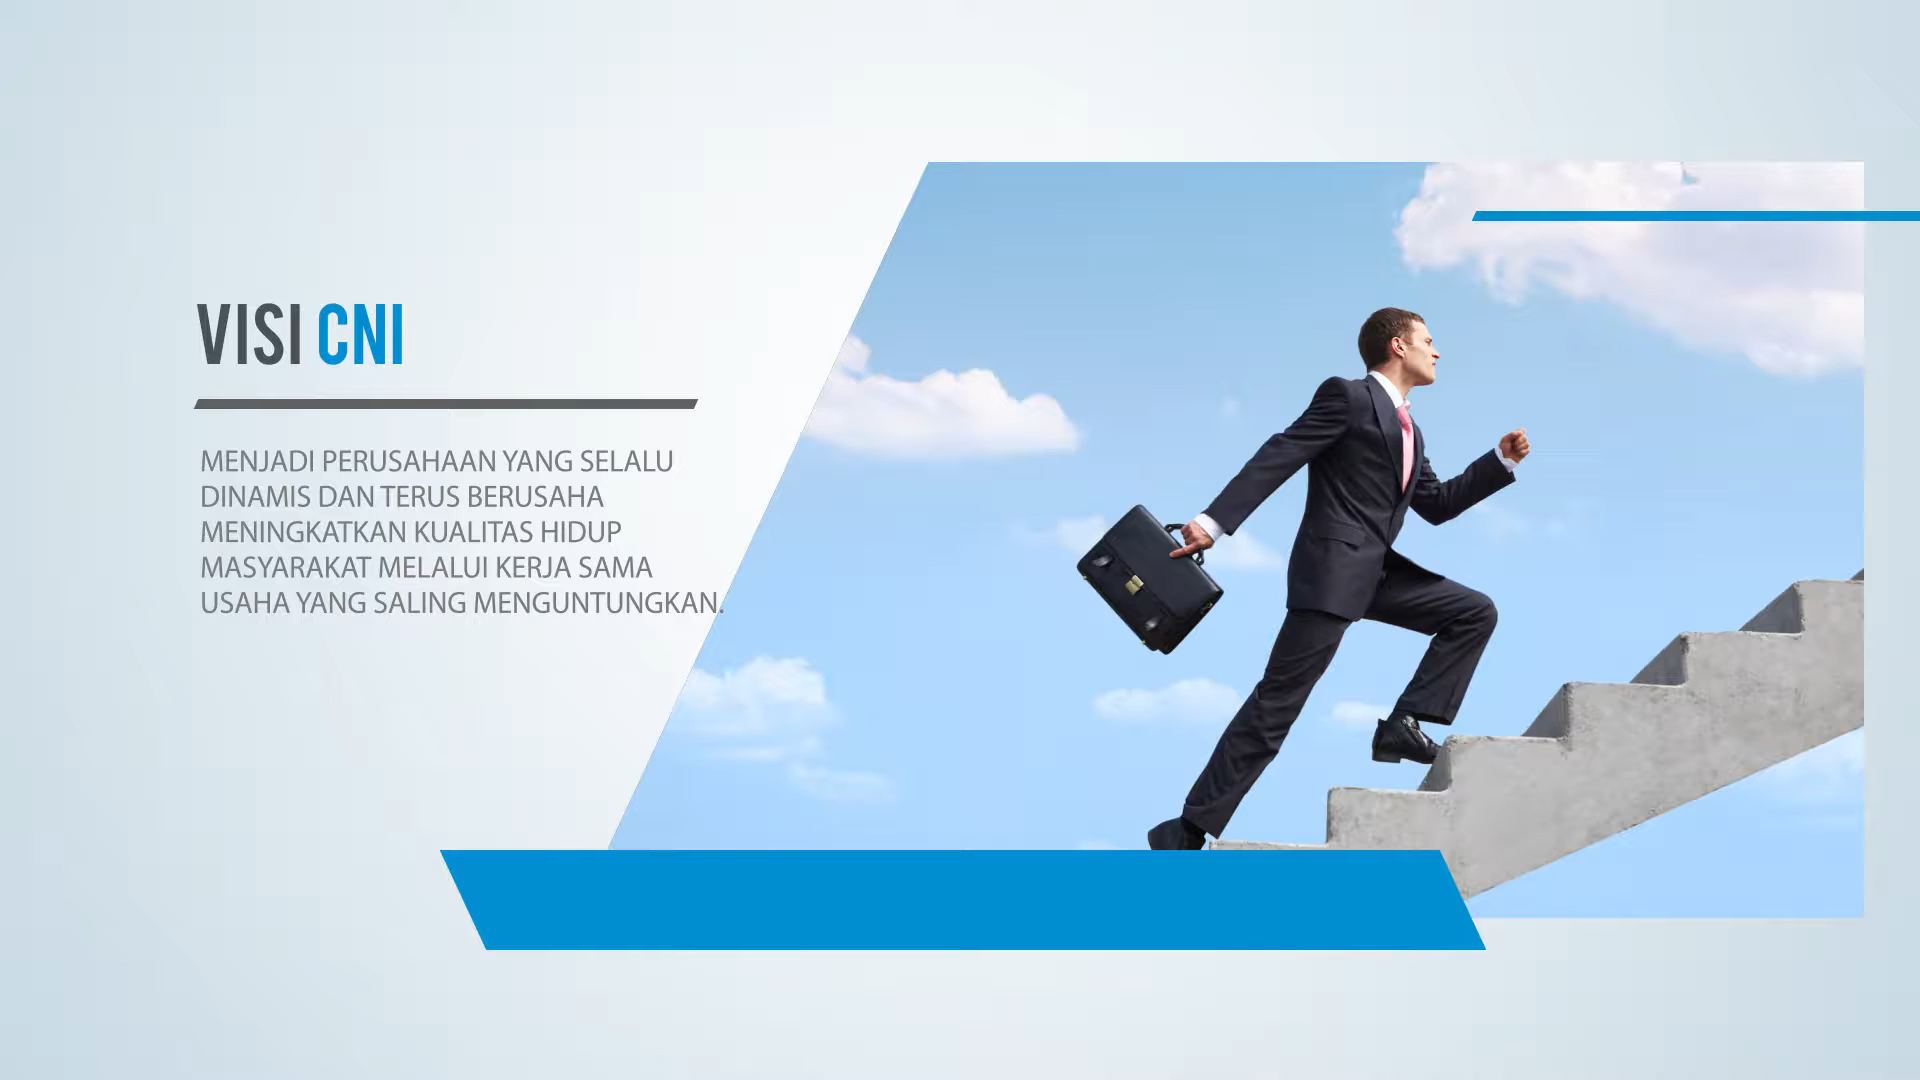 VISI CNI
MENJADI PERUSAHAAN YANG SELALU
DINAMIS DAN TERUS BERUSAHA
MENINGKATKAN KUALITAS HIDUP
MASYARAKAT MELALUI KERJA SAMA
USAHA YANG SALING MENGUNTUNGKAN.